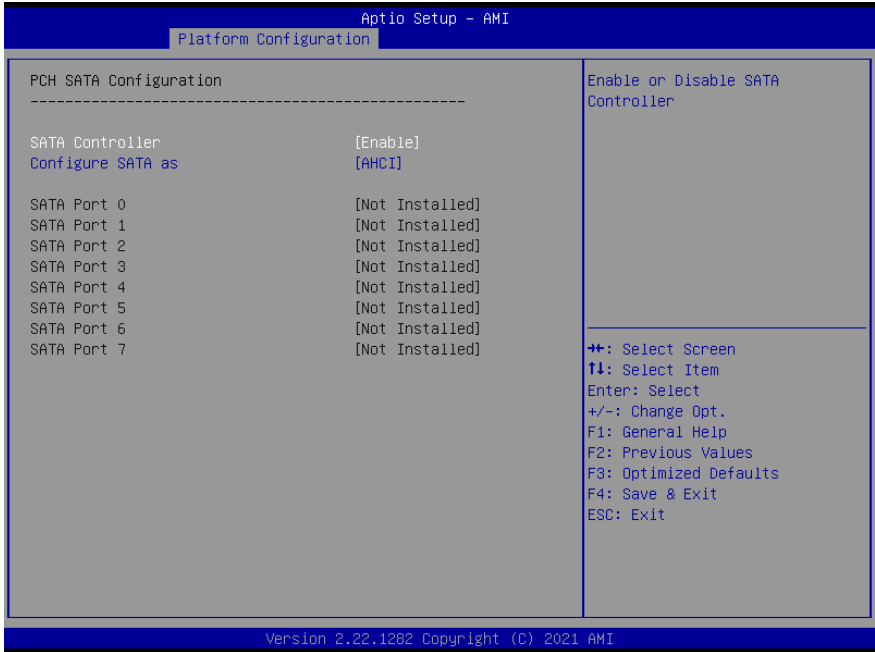 Aptio Setup – AMI
Platform Configuration
PCH SATA Configuration
--------------------------------------------------
SATA Controller [Enable]
Configure SATA as [AHCI]
SATA Port 0 [Not Installed]
SATA Port 1 [Not Installed]
SATA Port 2 [Not Installed]
SATA Port 3 [Not Installed]
SATA Port 4 [Not Installed]
SATA Port 5 [Not Installed]
SATA Port 6 [Not Installed]
SATA Port 7 [Not Installed]
Enable or Disable SATA
Controller
→←: Select Screen
↑↓: Select Item
Enter: Select
+/-: Change Opt.
F1: General Help
F2: Previous Values
F3: Optimized Defaults
F4: Save & Exit
ESC: Exit
Version 2.22.1282 Copyright (C) 2021 AMI